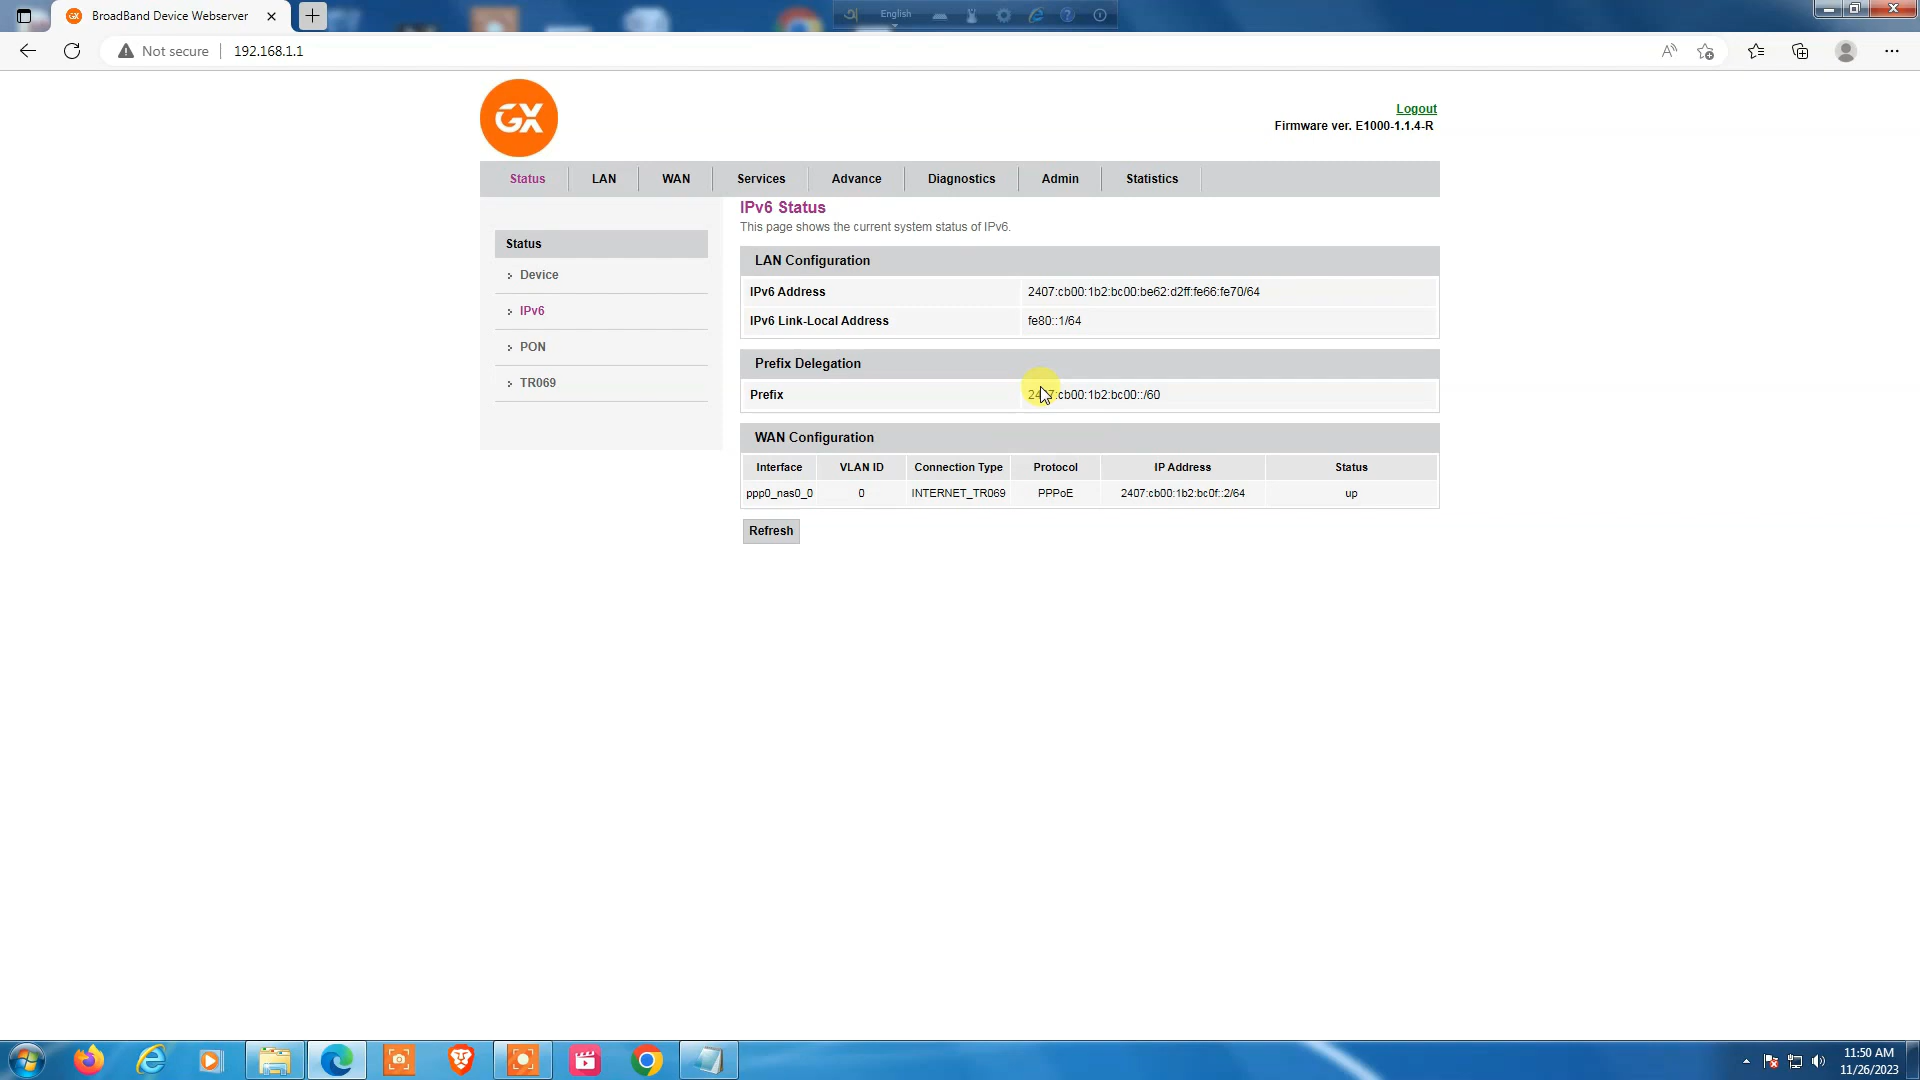 BroadBand Device Webserver
English
Not secure 192.168.1.1
GX
Logout
Firmware ver. E1000-1.1.4-R
Status LAN WAN Services Advance Diagnostics Admin Statistics
Status
Device
IPv6
PON
TR069
IPv6 Status
This page shows the current system status of IPv6.
LAN Configuration
IPv6 Address 2407:cb00:1b2:bc00:be62:d2ff:fe66:fe70/64
IPv6 Link-Local Address fe80::1/64
Prefix Delegation
Prefix 2407:cb00:1b2:bc00::/60
WAN Configuration
Interface VLAN ID Connection Type Protocol IP Address Status
ppp0_nas0_0 0 INTERNET_TR069 PPPoE 2407:cb00:1b2:bc0f::2/64 up
Refresh
11:50 AM
11/26/2023